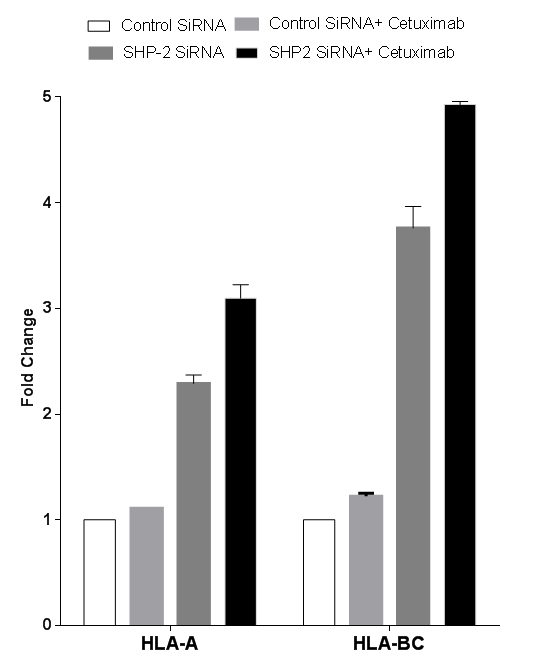 Control SiRNA Control SiRNA+ Cetuximab
SHP-2 SiRNA SHP2 SiRNA+ Cetuximab
5
4
3
2
1
0
Fold Change
HLA-A HLA-BC